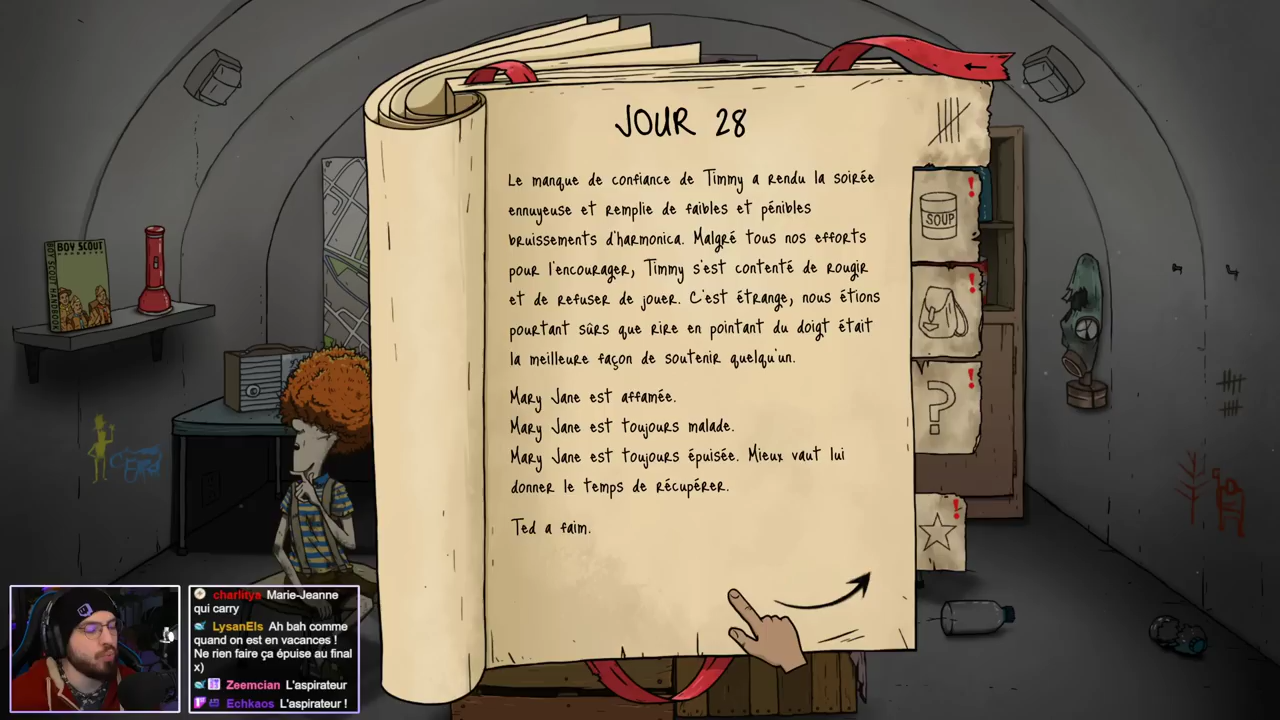 JOUR 28
Le manque de confiance de Timmy a rendu la soirée
ennuyeuse et remplie de faibles et pénibles
bruissements d'harmonica. Malgré tous nos efforts
pour l'encourager, Timmy s'est contenté de rougir
et de refuser de jouer. C'est étrange, nous étions
pourtant sûrs que rire en pointant du doigt était
la meilleure façon de soutenir quelqu'un.
Mary Jane est affamée.
Mary Jane est toujours malade.
Mary Jane est toujours épuisée. Mieux vaut lui
donner le temps de récupérer.
Ted a faim.
SOUP
?
BOY SCOUT
BOY SCOUT HANDBOOK
charlitya Marie-Jeanne
qui carry
LysanEls Ah bah comme
quand on est en vacances !
Ne rien faire ça épuise au final
x)
Zeemcian L'aspirateur
Echkaos L'aspirateur !